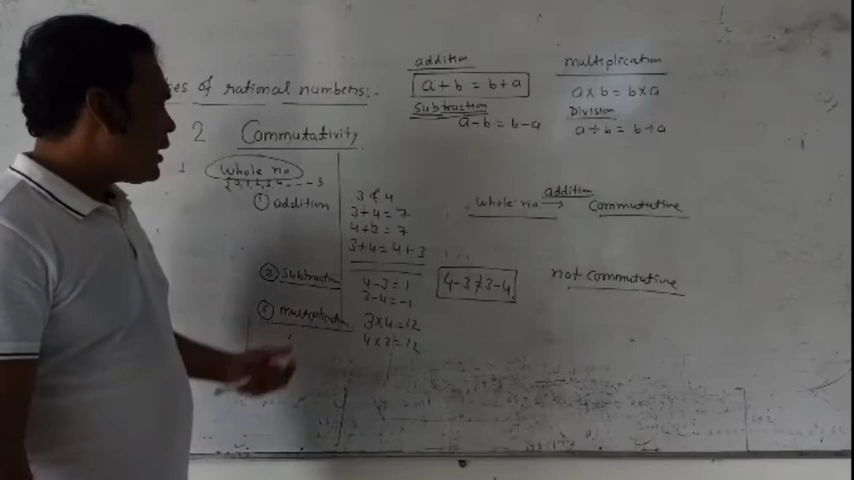 ies of rational numbers:-
addition
a + b = b + a
Subtraction
a - b = b - a
multiplication
a × b = b × a
Division
a ÷ b = b ÷ a
2 Commutativity
1 Whole no
{0, 1, 2, 3, 4 - - - - }
① addition
3 & 4
3 + 4 = 7
4 + 3 = 7
3 + 4 = 4 + 3
Whole no addition → Commutative
② Subtraction
4 - 3 = 1
3 - 4 = -1
4 - 3 ≠ 3 - 4
not commutative
③ multiplication
3 × 4 = 12
4 × 3 = 12